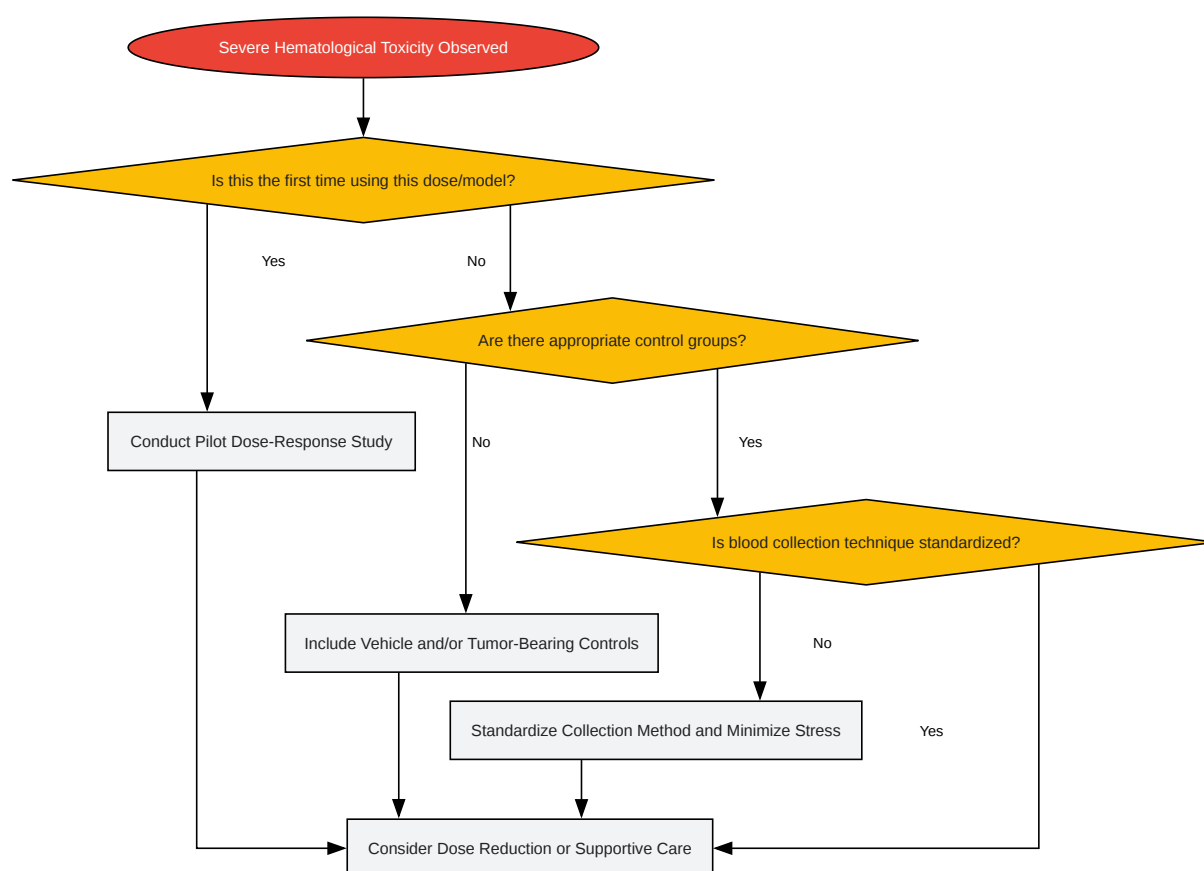 Severe Hematological Toxicity Observed
Is this the first time using this dose/model?
Yes
No
Are there appropriate control groups?
Conduct Pilot Dose-Response Study
No
Yes
Is blood collection technique standardized?
Include Vehicle and/or Tumor-Bearing Controls
No
Standardize Collection Method and Minimize Stress
Yes
Consider Dose Reduction or Supportive Care